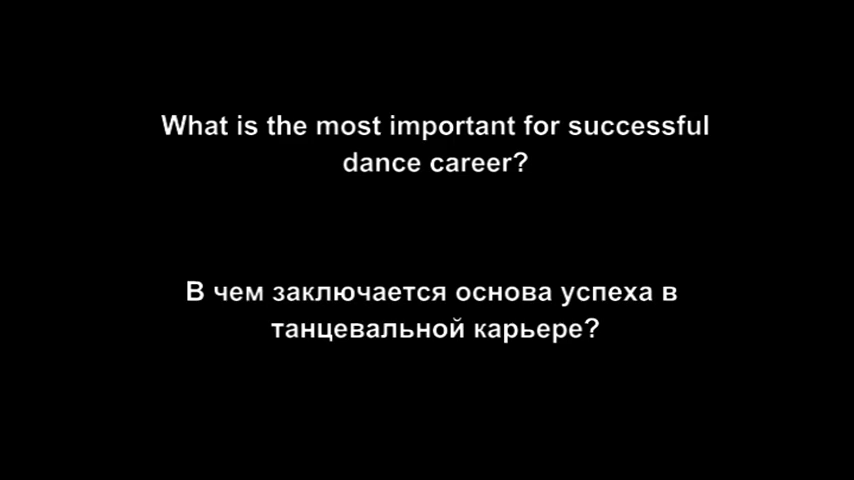 What is the most important for successful
dance career?
В чем заключается основа успеха в
танцевальной карьере?